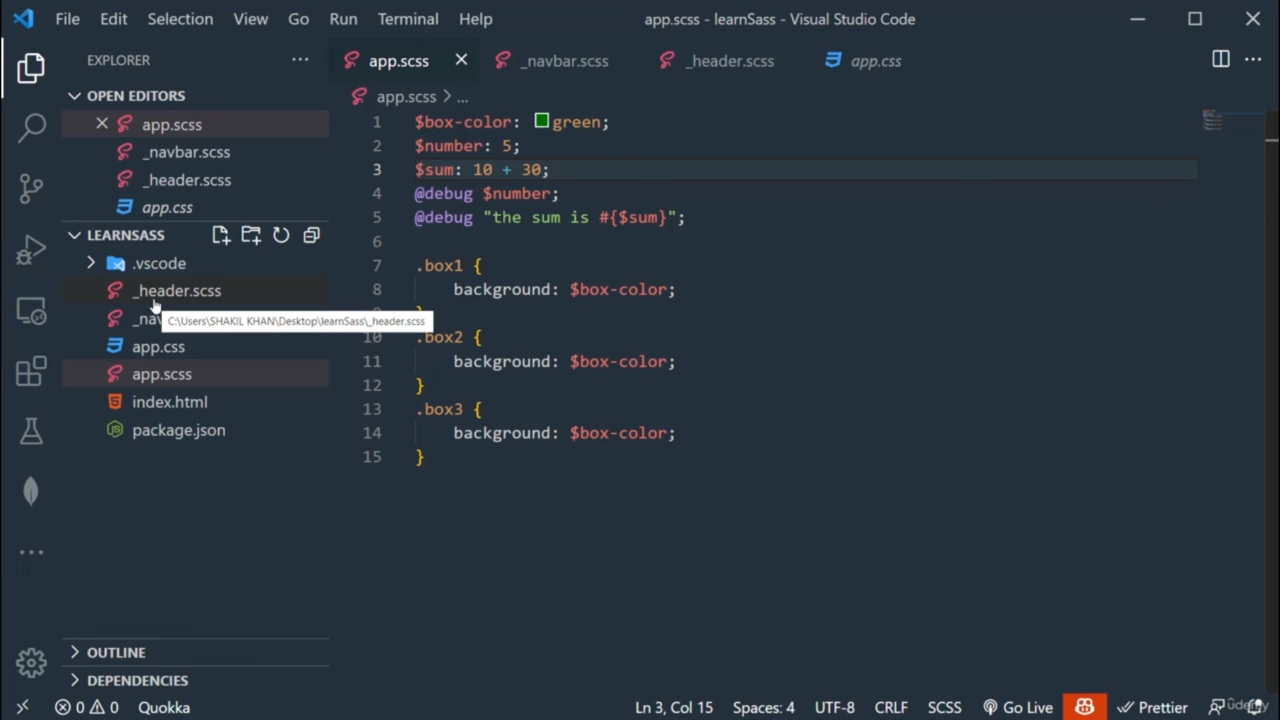 File Edit Selection View Go Run Terminal Help app.scss - learnSass - Visual Studio Code
EXPLORER
app.scss _navbar.scss _header.scss app.css
OPEN EDITORS
app.scss
_navbar.scss
_header.scss
app.css
LEARNSASS
.vscode
_header.scss
_nav
C:\Users\SHAKIL KHAN\Desktop\learnSass\_header.scss
app.css
app.scss
index.html
package.json
OUTLINE
DEPENDENCIES
app.scss > ...
1 $box-color: green;
2 $number: 5;
3 $sum: 10 + 30;
4 @debug $number;
5 @debug "the sum is #{$sum}";
6
7 .box1 {
8 background: $box-color;
10 .box2 {
11 background: $box-color;
12 }
13 .box3 {
14 background: $box-color;
15 }
0 0 Quokka Ln 3, Col 15 Spaces: 4 UTF-8 CRLF SCSS Go Live Prettier